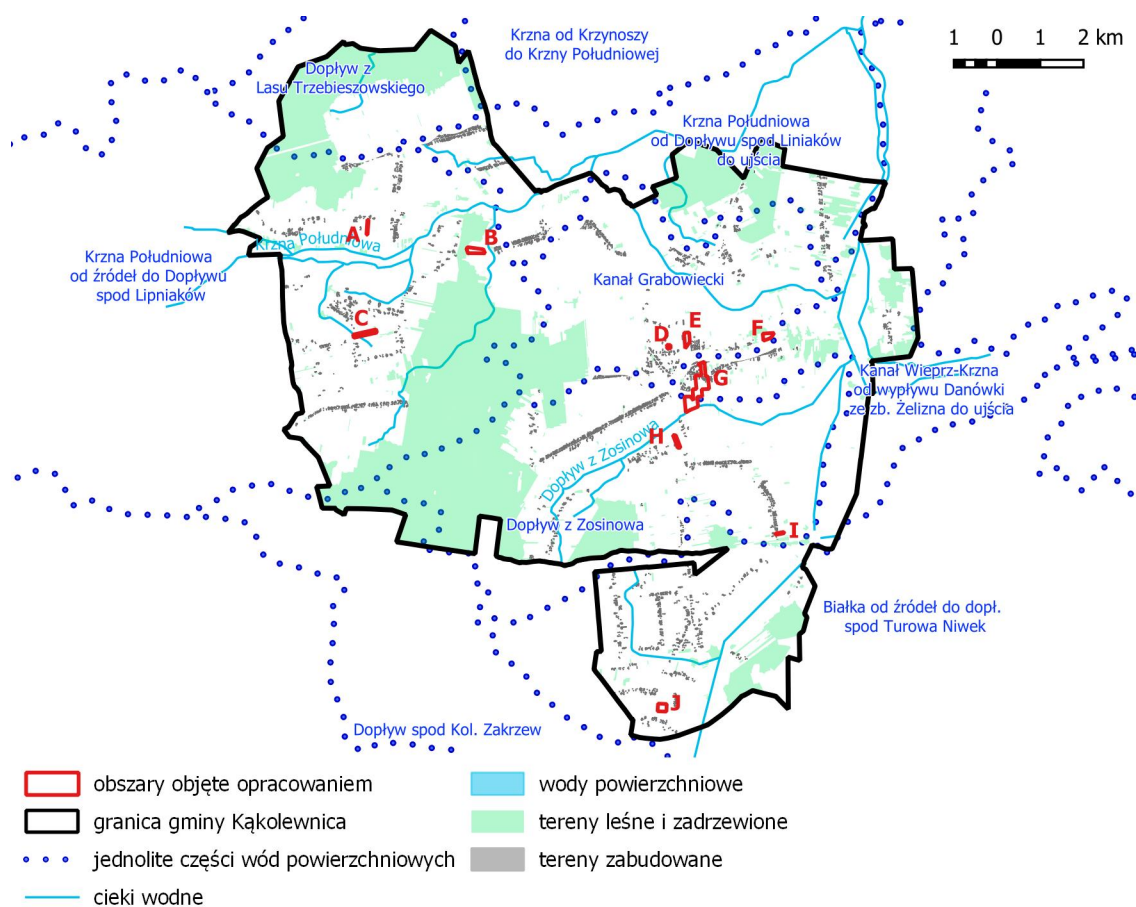 Krzna od Krzynoszy
do Krzny Południowej
1 0 1 2 km
Dopływ z
Lasu Trzebieszowskiego
Krzna Południowa
od Dopływu spod Liniaków
do ujścia
A
B
Krzna Południowa
Krzna Południowa
od źródeł do Dopływu
spod Lipniaków
Kanał Grabowiecki
C
D
E
F
G
Kanał Wieprz-Krzna
od wypływu Danówki
ze zb. Żelizna do ujścia
H
Dopływ z Zosinowa
Dopływ z Zosinowa
I
Białka od źródeł do dopł.
spod Turowa Niwek
J
Dopływ spod Kol. Zakrzew
obszary objęte opracowaniem
granica gminy Kąkolewnica
jednolite części wód powierzchniowych
cieki wodne
wody powierzchniowe
tereny leśne i zadrzewione
tereny zabudowane